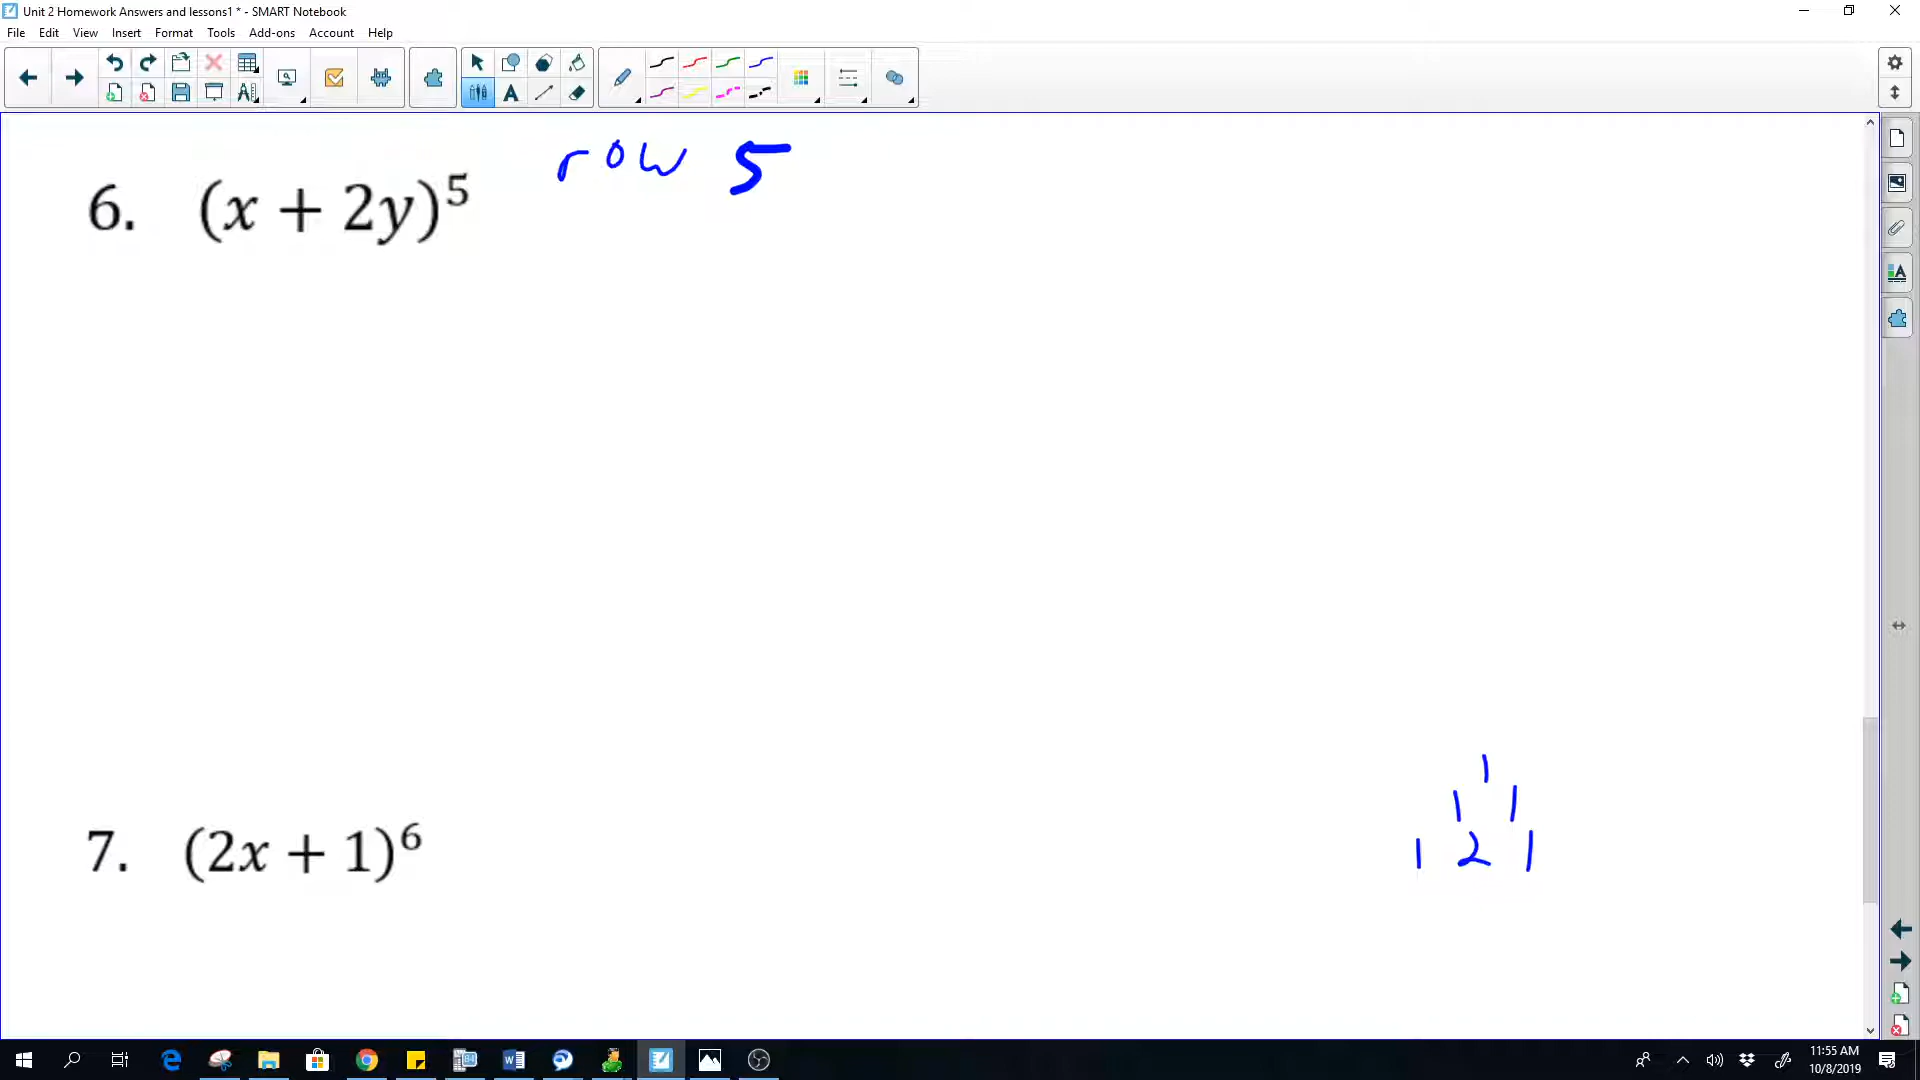 Unit 2 Homework Answers and lessons1 * - SMART Notebook
File Edit View Insert Format Tools Add-ons Account Help
row 5
6. (x + 2y)⁵
1
1 1
7. (2x + 1)⁶
1 2 1
11:55 AM
10/8/2019